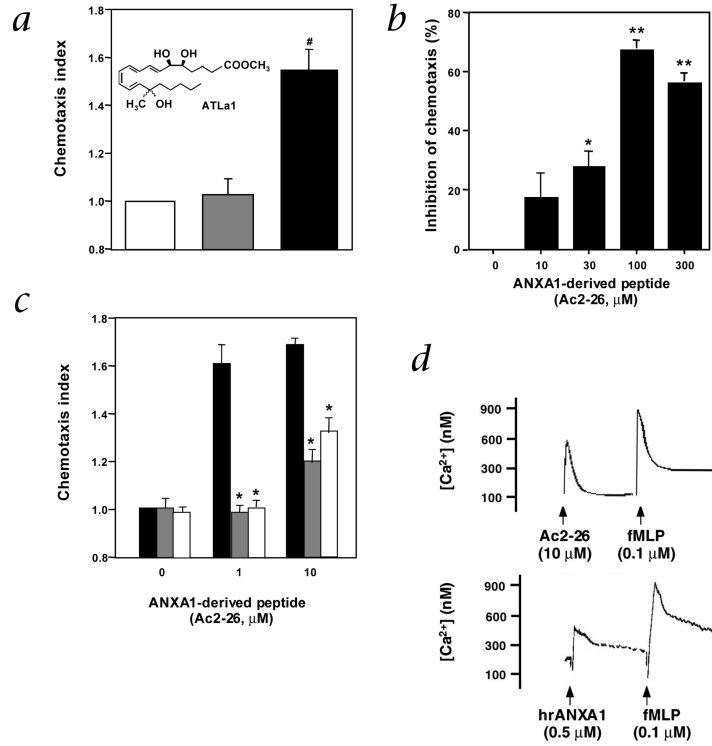 a
Chemotaxis index
1.8
1.6
1.4
1.2
1.0
0.8
HO OH
COOCH3
H3C OH
ATLa1
#
b
Inhibition of chemotaxis (%)
80
60
40
20
0
*
**
**
0 10 30 100 300
ANXA1-derived peptide
(Ac2-26, μM)
c
Chemotaxis index
1.8
1.6
1.4
1.2
1.0
0.8
* *
* *
0 1 10
ANXA1-derived peptide
(Ac2-26, μM)
d
[Ca2+] (nM)
900
600
300
100
Ac2-26 fMLP
(10 μM) (0.1 μM)
[Ca2+] (nM)
900
600
300
100
hrANXA1 fMLP
(0.5 μM) (0.1 μM)